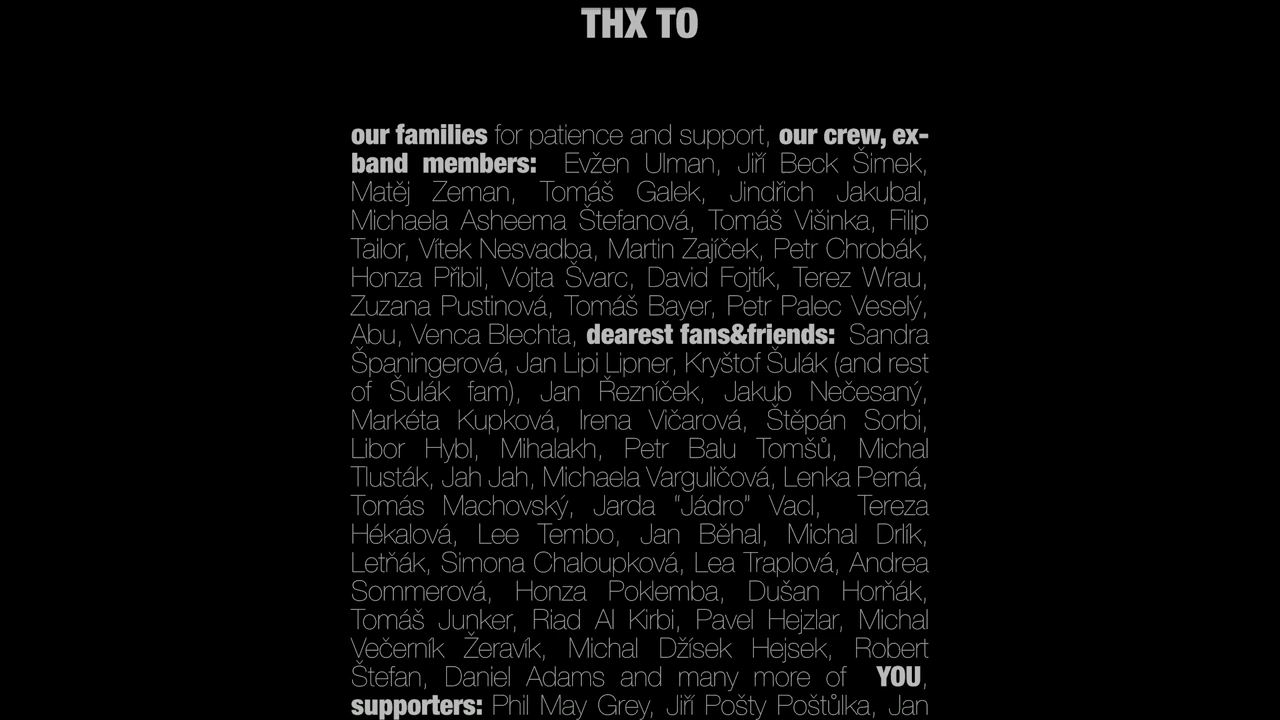 THX TO
our families for patience and support, our crew, ex-
band members: Evžen Ulman, Jiří Beck Šimek,
Matěj Zeman, Tomáš Galek, Jindřich Jakubal,
Michaela Asheema Štefanová, Tomáš Višinka, Filip
Tailor, Vítek Nesvadba, Martin Zajíček, Petr Chrobák,
Honza Přibil, Vojta Švarc, David Fojtík, Terez Wrau,
Zuzana Pustinová, Tomáš Bayer, Petr Palec Veselý,
Abu, Venca Blechta, dearest fans&friends: Sandra
Španingerová, Jan Lipi Lipner, Kryštof Šulák (and rest
of Šulák fam), Jan Řezníček, Jakub Nečesaný,
Markéta Kupková, Irena Vičarová, Štěpán Sorbi,
Libor Hybl, Mihalakh, Petr Balu Tomšů, Michal
Tlusták, Jah Jah, Michaela Varguličová, Lenka Perná,
Tomás Machovský, Jarda "Jádro" Vacl, Tereza
Hékalová, Lee Tembo, Jan Běhal, Michal Drlík,
Letňák, Simona Chaloupková, Lea Traplová, Andrea
Sommerová, Honza Poklemba, Dušan Horňák,
Tomáš Junker, Riad Al Kirbi, Pavel Hejzlar, Michal
Večerník Žeravík, Michal Džísek Hejsek, Robert
Štefan, Daniel Adams and many more of YOU,
supporters: Phil May Grey, Jiří Pošty Poštůlka, Jan